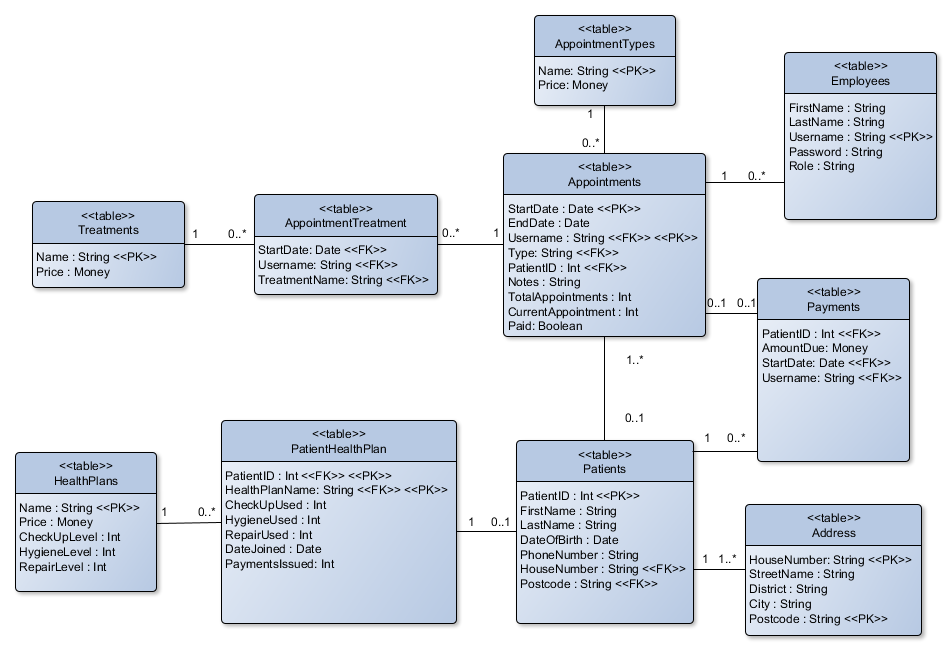 <<table>>
AppointmentTypes
Name: String <<PK>>
Price: Money
1
0..*
<<table>>
Employees
FirstName : String
LastName : String
Username : String <<PK>>
Password : String
Role : String
<<table>>
Appointments
StartDate : Date <<PK>>
EndDate : Date
Username : String <<FK>> <<PK>>
Type: String <<FK>>
PatientID : Int <<FK>>
Notes : String
TotalAppointments : Int
CurrentAppointment : Int
Paid: Boolean
1 0..*
<<table>>
Treatments
Name : String <<PK>>
Price : Money
1 0..*
<<table>>
AppointmentTreatment
StartDate: Date <<FK>>
Username: String <<FK>>
TreatmentName: String <<FK>>
0..* 1
0..1 0..1
<<table>>
Payments
PatientID : Int <<FK>>
AmountDue: Money
StartDate: Date <<FK>>
Username: String <<FK>>
1..*
0..1
1 0..*
<<table>>
HealthPlans
Name : String <<PK>>
Price : Money
CheckUpLevel : Int
HygieneLevel : Int
RepairLevel : Int
1 0..*
<<table>>
PatientHealthPlan
PatientID : Int <<FK>> <<PK>>
HealthPlanName: String <<FK>> <<PK>>
CheckUpUsed : Int
HygieneUsed : Int
RepairUsed : Int
DateJoined : Date
PaymentsIssued: Int
1 0..1
<<table>>
Patients
PatientID : Int <<PK>>
FirstName : String
LastName : String
DateOfBirth : Date
PhoneNumber : String
HouseNumber : String <<FK>>
Postcode : String <<FK>>
1 1..*
<<table>>
Address
HouseNumber: String <<PK>>
StreetName : String
District : String
City : String
Postcode : String <<PK>>